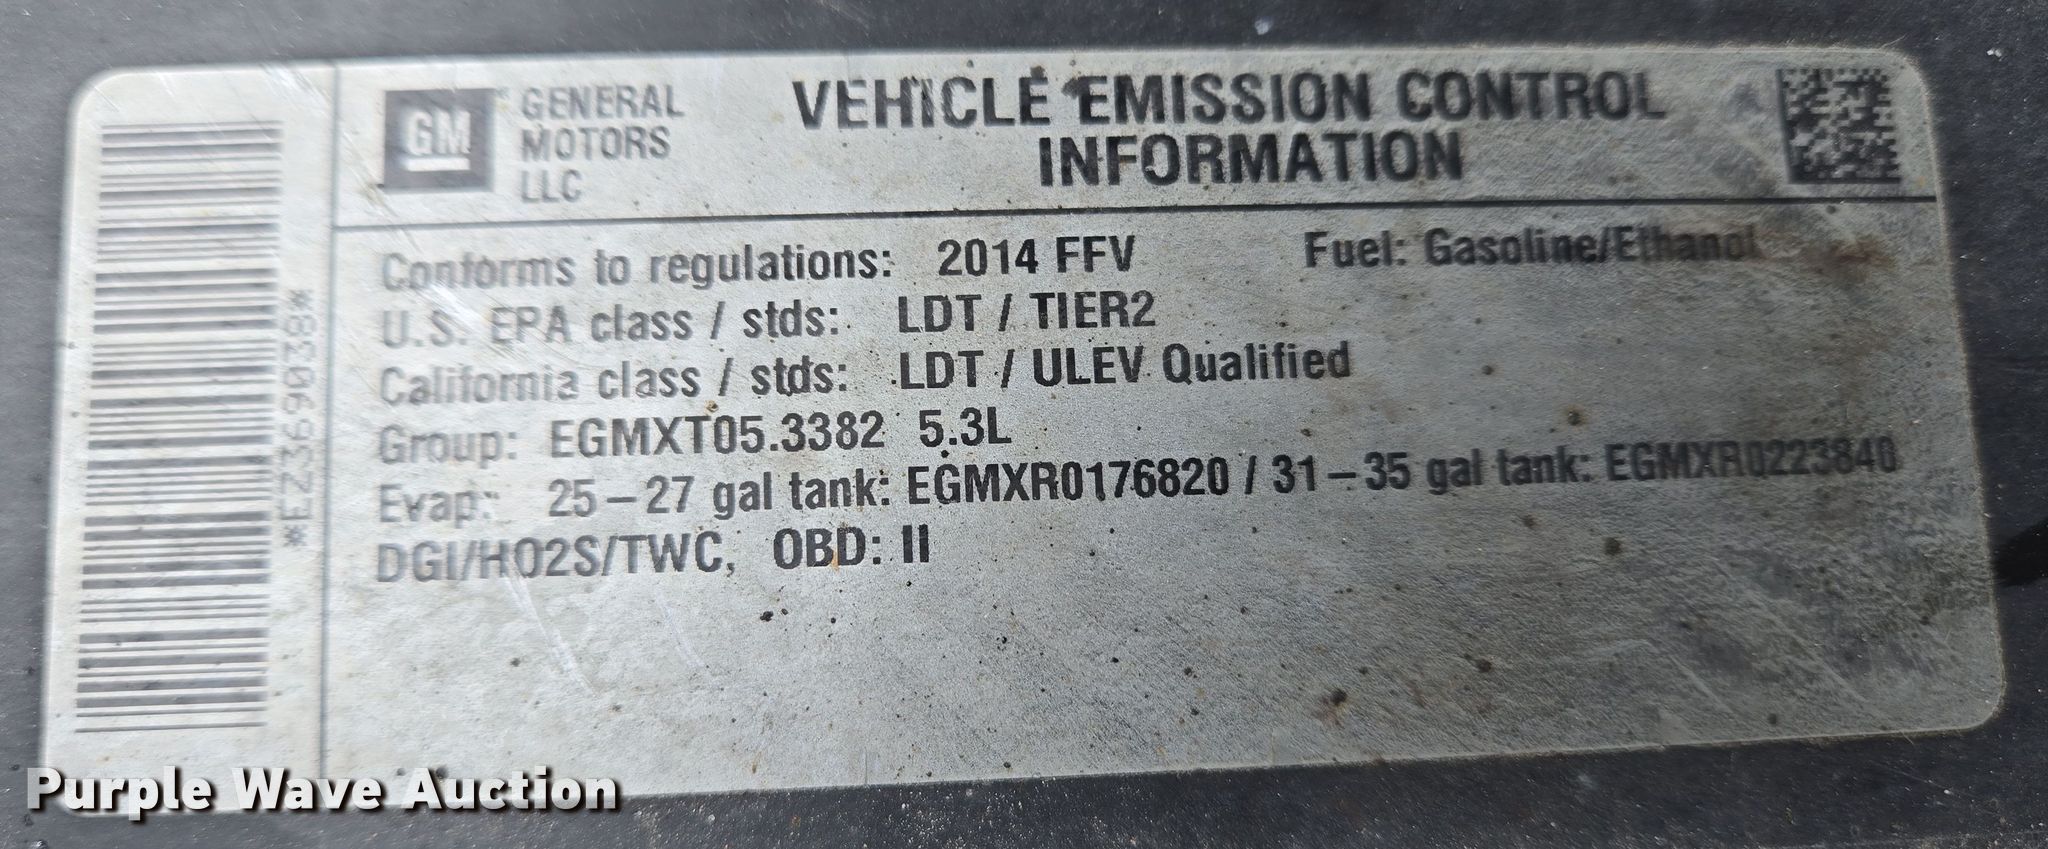 GM GENERAL MOTORS LLC
VEHICLE EMISSION CONTROL
INFORMATION
Conforms to regulations: 2014 FFV Fuel: Gasoline/Ethanol
U.S. EPA class / stds: LDT / TIER2
California class / stds: LDT / ULEV Qualified
Group: EGMXT05.3382 5.3L
Evap: 25-27 gal tank: EGMXR0176820 / 31-35 gal tank: EGMXR0223840
DGI/HO2S/TWC, OBD: II
*EZ369038*
Purple Wave Auction